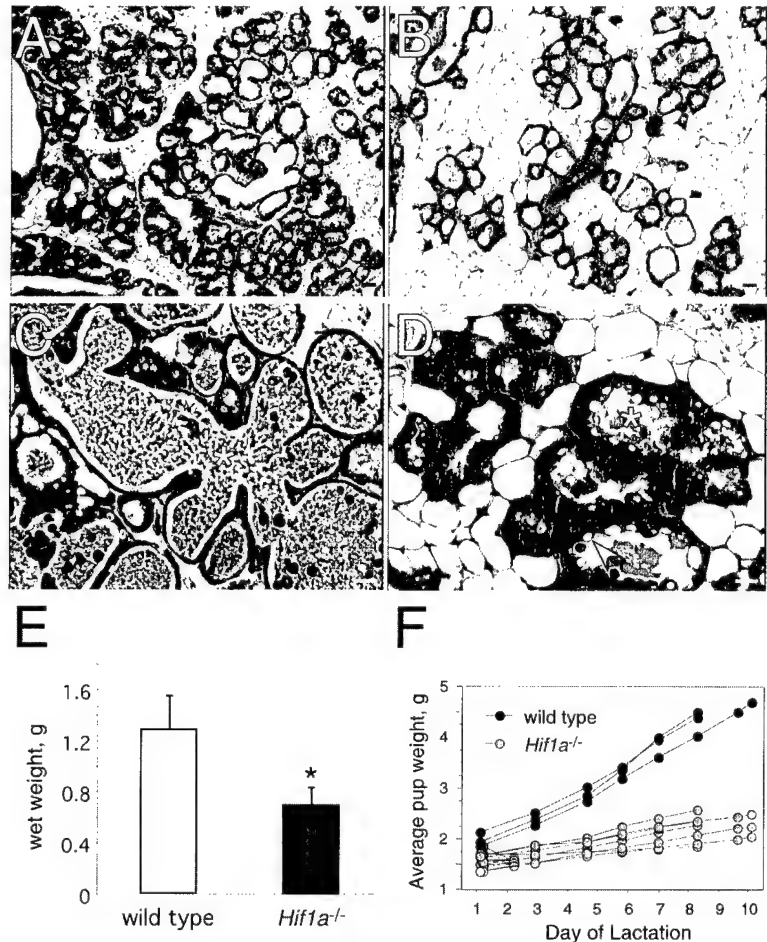 A
B
C
D
E
F
wet weight, g
1.6
1.2
0.8
0.4
0
*
wild type
Hif1a-/-
Average pup weight, g
5
4
3
2
1
wild type
Hif1a-/-
1 2 3 4 5 6 7 8 9 10
Day of Lactation